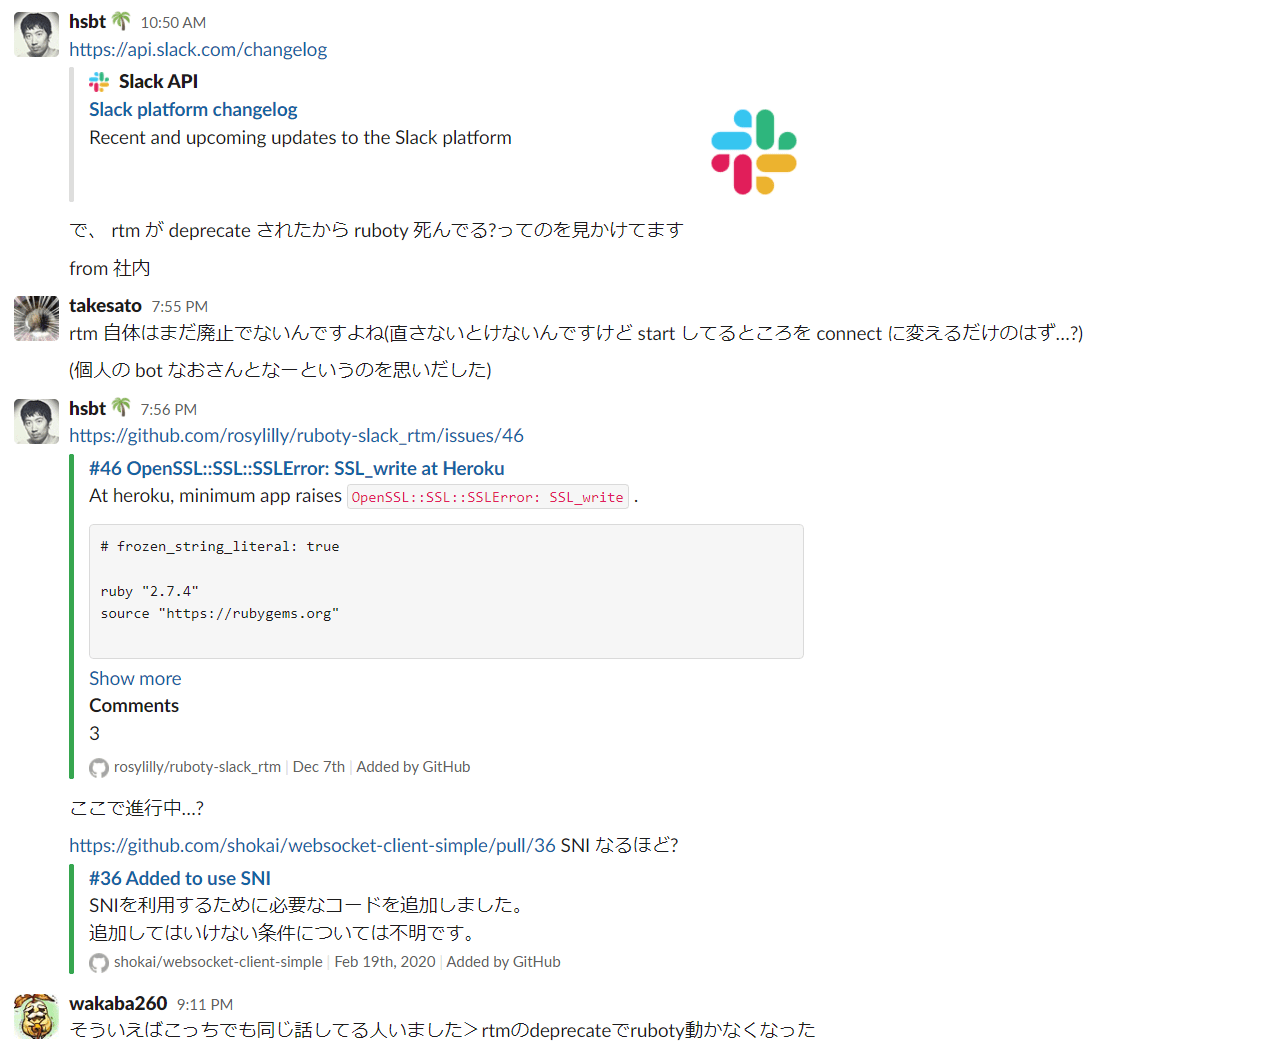 hsbt 10:50 AM
https://api.slack.com/changelog
Slack API
Slack platform changelog
Recent and upcoming updates to the Slack platform
で、 rtm が deprecate されたから ruboty 死んでる?ってのを見かけてます
from 社内
takesato 7:55 PM
rtm 自体はまだ廃止でないんですよね(直さないとけないんですけど start してるところを connect に変えるだけのはず...?)
(個人の bot なおさんとなーというのを思いだした)
hsbt 7:56 PM
https://github.com/rosylilly/ruboty-slack_rtm/issues/46
#46 OpenSSL::SSL::SSLError: SSL_write at Heroku
At heroku, minimum app raises OpenSSL::SSL::SSLError: SSL_write .
# frozen_string_literal: true
ruby "2.7.4"
source "https://rubygems.org"
Show more
Comments
3
rosylilly/ruboty-slack_rtm | Dec 7th | Added by GitHub
ここで進行中...?
https://github.com/shokai/websocket-client-simple/pull/36 SNI なるほど?
#36 Added to use SNI
SNIを利用するために必要なコードを追加しました。
追加してはいけない条件については不明です。
shokai/websocket-client-simple | Feb 19th, 2020 | Added by GitHub
wakaba260 9:11 PM
そういえばこっちでも同じ話してる人いました＞rtmのdeprecateでruboty動かなくなった